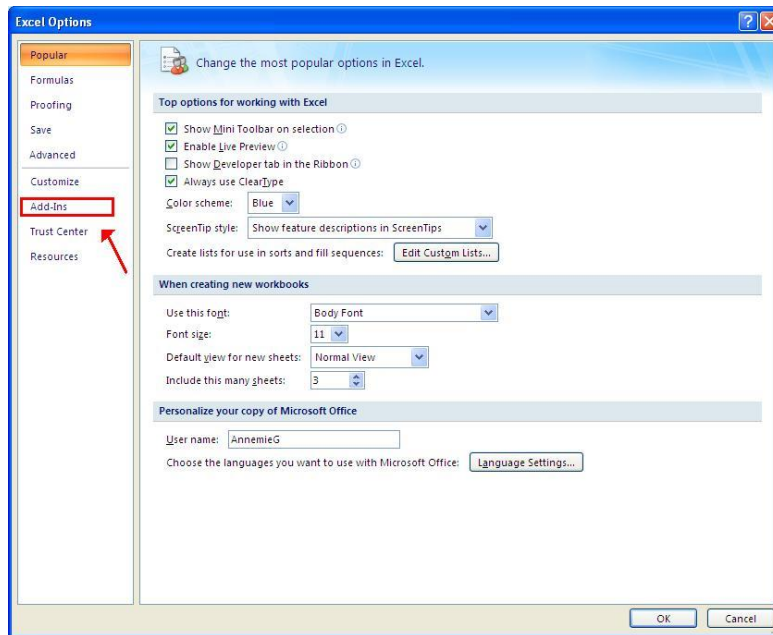 Excel Options
Popular
Formulas
Proofing
Save
Advanced
Customize
Add-Ins
Trust Center
Resources
Change the most popular options in Excel.
Top options for working with Excel
Show Mini Toolbar on selection
Enable Live Preview
Show Developer tab in the Ribbon
Always use ClearType
Color scheme: Blue
ScreenTip style: Show feature descriptions in ScreenTips
Create lists for use in sorts and fill sequences: Edit Custom Lists...
When creating new workbooks
Use this font: Body Font
Font size: 11
Default view for new sheets: Normal View
Include this many sheets: 3
Personalize your copy of Microsoft Office
User name: AnnemieG
Choose the languages you want to use with Microsoft Office: Language Settings...
OK Cancel